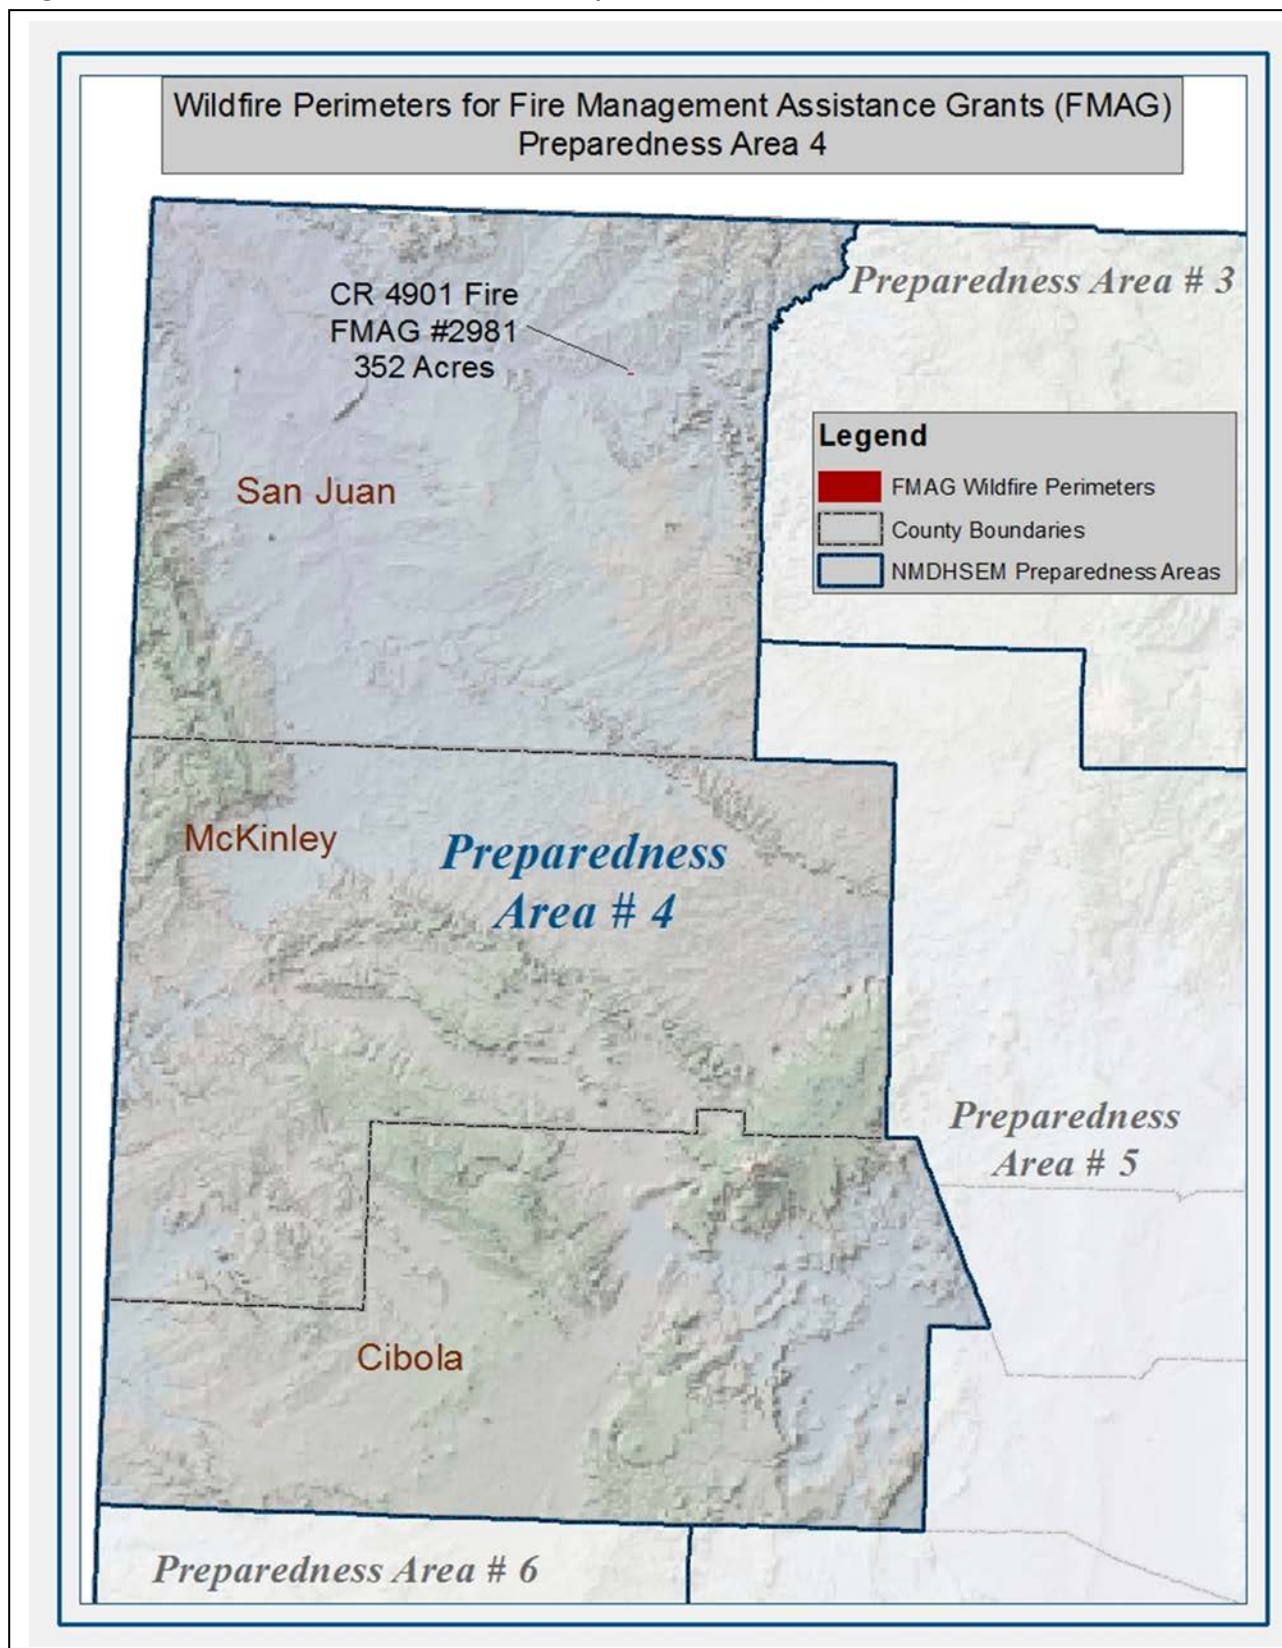 Wildfire Perimeters for Fire Management Assistance Grants (FMAG)
Preparedness Area 4
Preparedness Area # 3
CR 4901 Fire
FMAG #2981
352 Acres
Legend
FMAG Wildfire Perimeters
County Boundaries
NMDHSEM Preparedness Areas
San Juan
McKinley
Preparedness
Area # 4
Preparedness
Area # 5
Cibola
Preparedness Area # 6